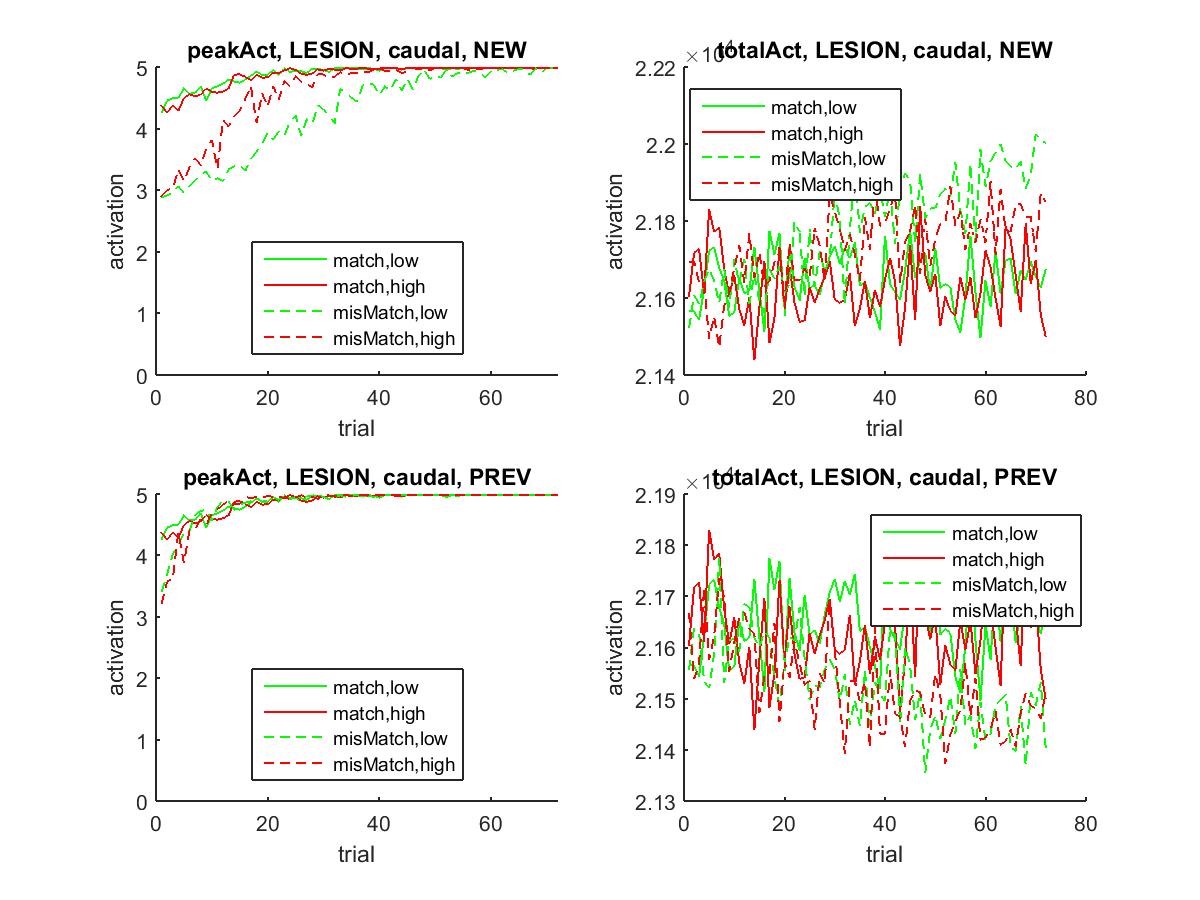 peakAct, LESION, caudal, NEW
5
4
3
2
1
0
activation
match,low
match,high
misMatch,low
misMatch,high
0 20 40 60
trial
totalAct, LESION, caudal, NEW
2.22
2.2
2.18
2.16
2.14
activation
match,low
match,high
misMatch,low
misMatch,high
0 20 40 60 80
trial
peakAct, LESION, caudal, PREV
5
4
3
2
1
0
activation
match,low
match,high
misMatch,low
misMatch,high
0 20 40 60
trial
totalAct, LESION, caudal, PREV
2.19
2.18
2.17
2.16
2.15
2.14
2.13
activation
match,low
match,high
misMatch,low
misMatch,high
0 20 40 60 80
trial